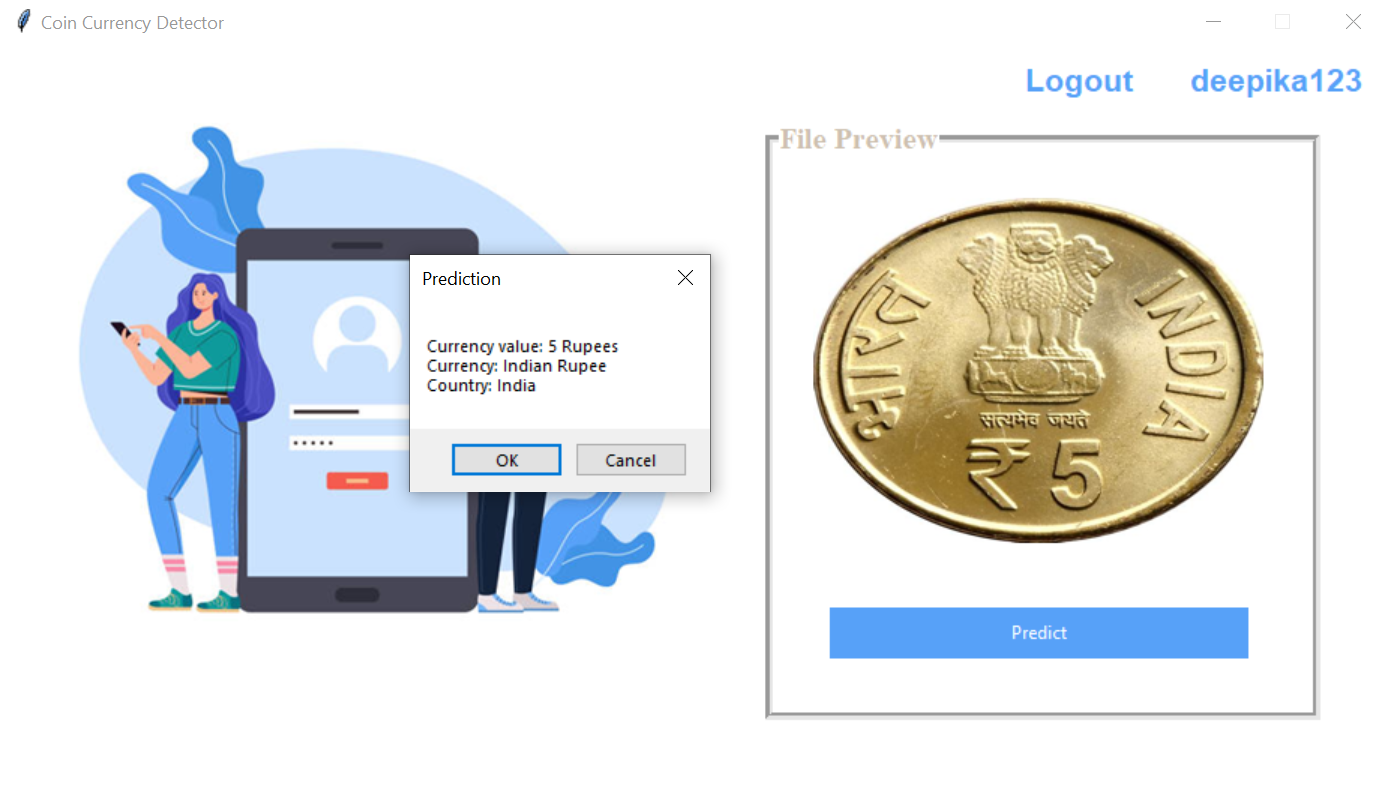 Coin Currency Detector
Logout deepika123
File Preview
Prediction
Currency value: 5 Rupees
Currency: Indian Rupee
Country: India
OK Cancel
भारत
INDIA
सत्यमेव जयते
₹ 5
Predict